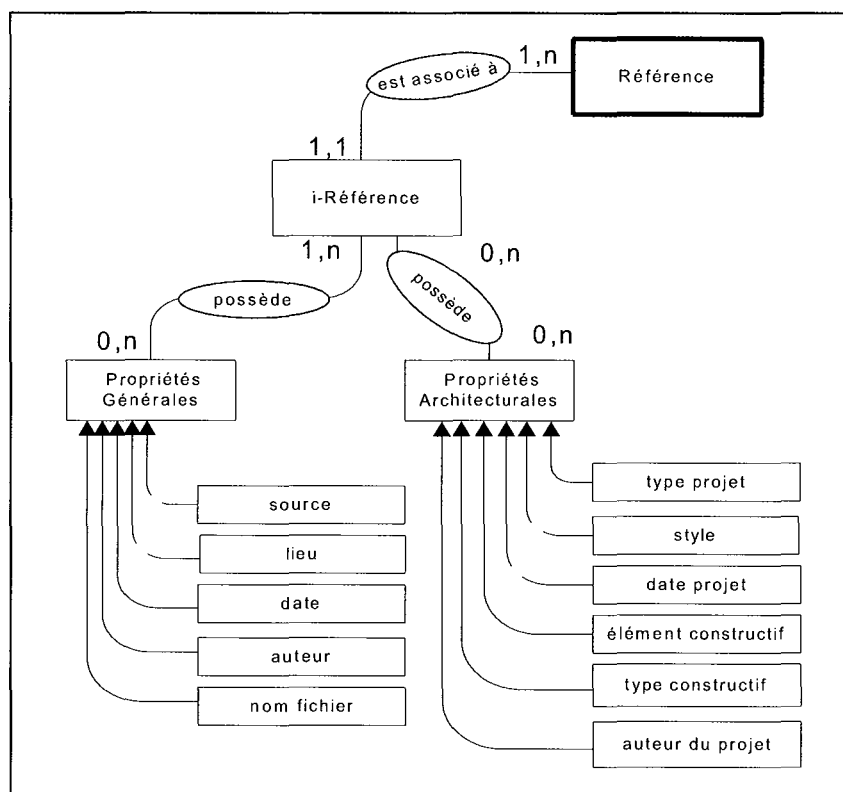 1,n
Référence
est associé à
1,1
i-Référence
1,n
0,n
possède
possède
0,n
0,n
Propriétés
Générales
Propriétés
Architecturales
source
lieu
date
auteur
nom fichier
type projet
style
date projet
élément constructif
type constructif
auteur du projet